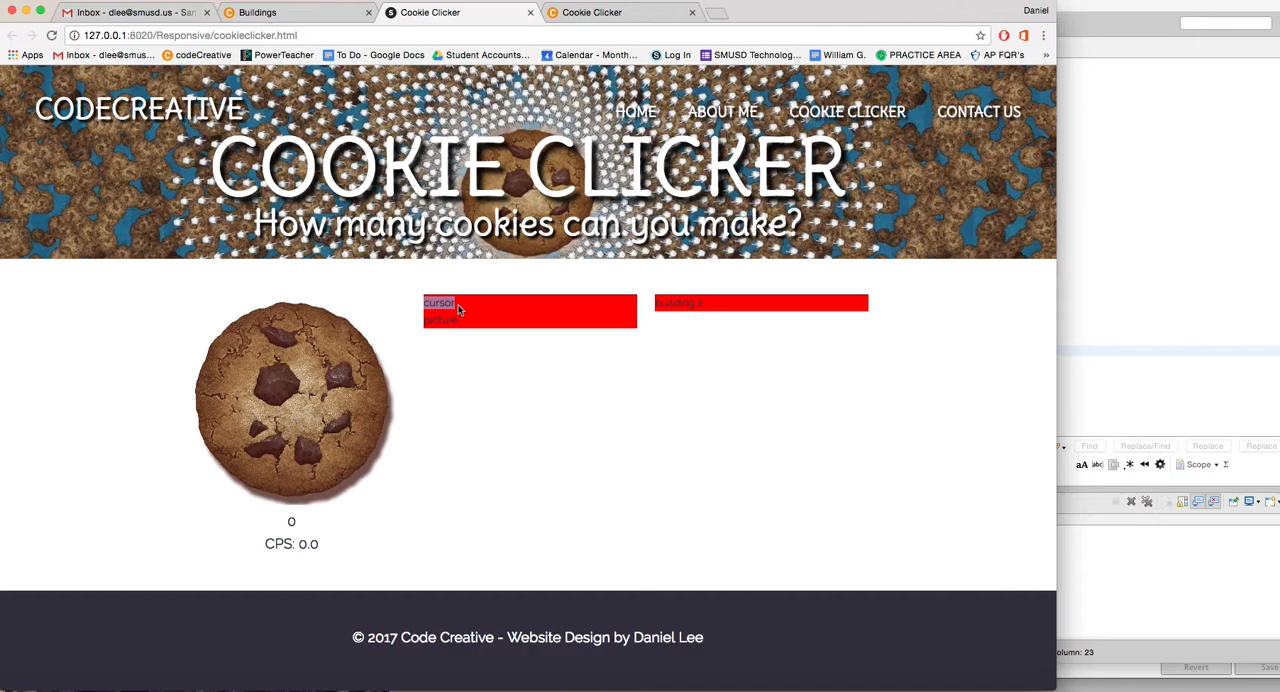 Daniel
Inbox - dlee@smusd.us - San
Buildings
Cookie Clicker
Cookie Clicker
127.0.0.1:8020/Responsive/cookieclicker.html
Apps
Inbox - dlee@smus...
codeCreative
PowerTeacher
To Do - Google Docs
Student Accounts...
Calendar - Month...
Log In
SMUSD Technolog...
William G.
PRACTICE AREA
AP FQR's
»
CODECREATIVE
HOME
ABOUT ME
COOKIE CLICKER
CONTACT US
COOKIE CLICKER
How many cookies can you make?
cursor
picture
building 2
0
CPS: 0.0
© 2017 Code Creative - Website Design by Daniel Lee
Find
Replace/Find
Replace
Replace
Scope
olumn: 23
Revert
Save